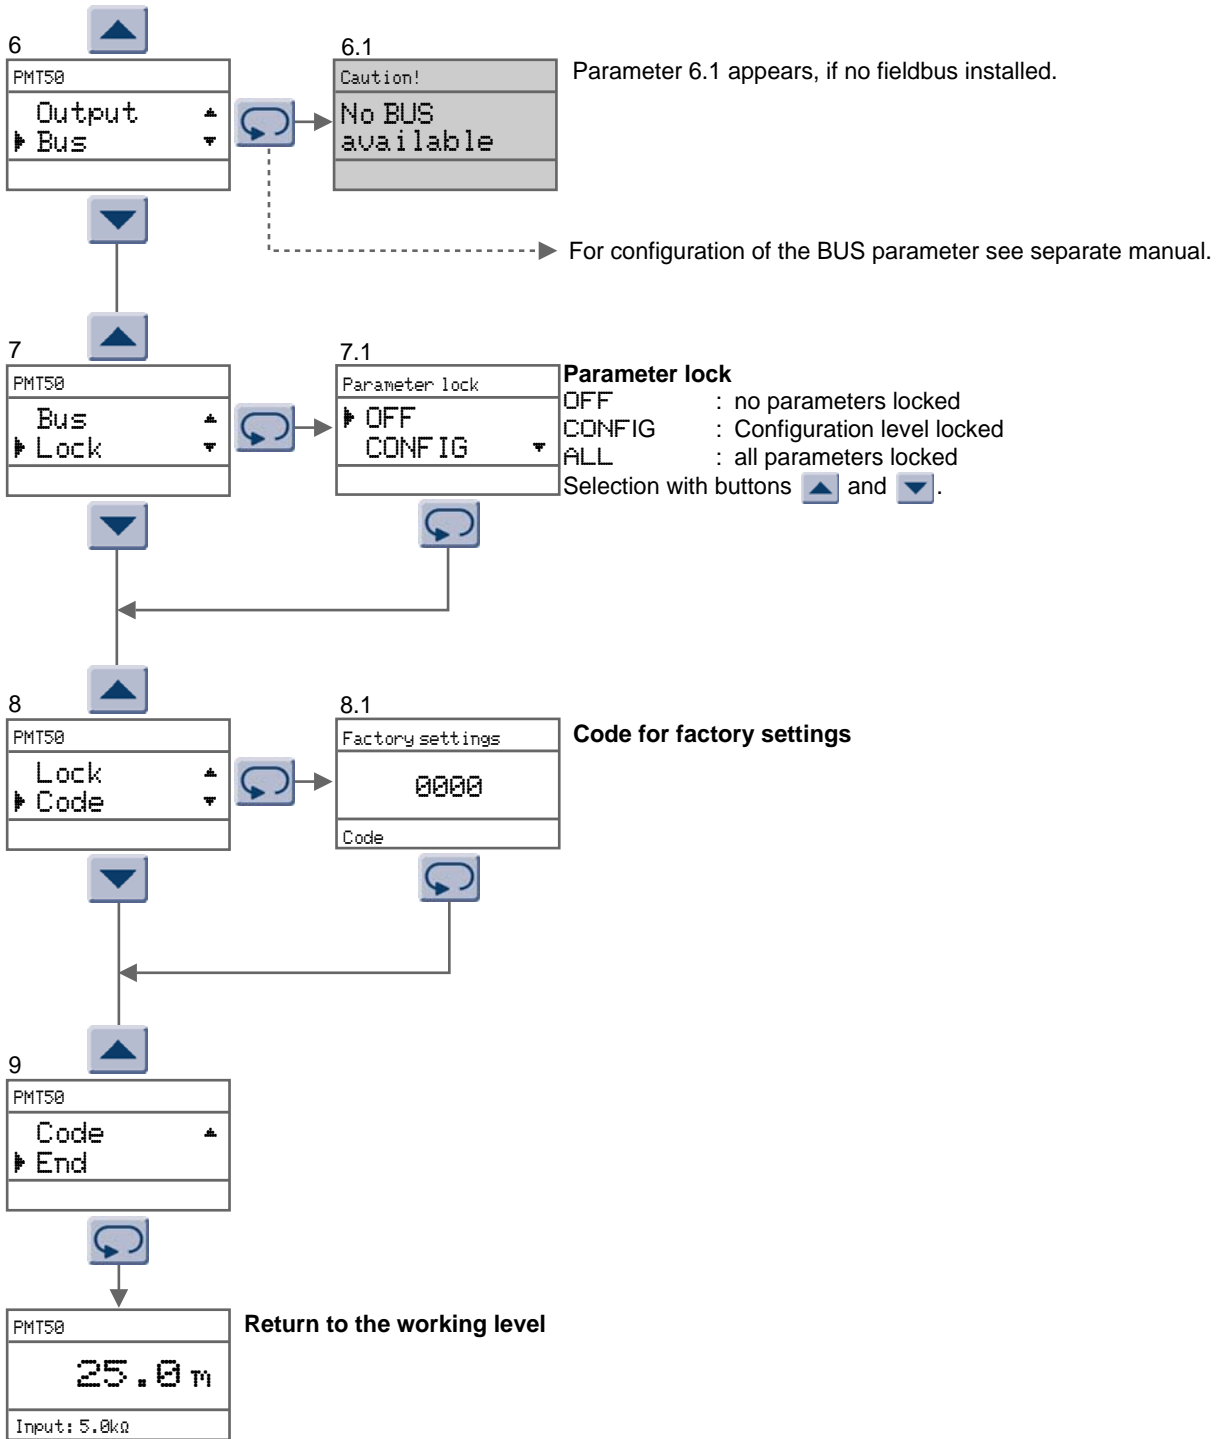 6
PMT50
Output
Bus
6.1
Caution!
No BUS
available
Parameter 6.1 appears, if no fieldbus installed.
For configuration of the BUS parameter see separate manual.
7
PMT50
Bus
Lock
7.1
Parameter lock
OFF
CONFIG
Parameter lock
OFF : no parameters locked
CONFIG : Configuration level locked
ALL : all parameters locked
Selection with buttons and .
8
PMT50
Lock
Code
8.1
Factory settings
0000
Code
Code for factory settings
9
PMT50
Code
End
PMT50
25.0 m
Input: 5.0kΩ
Return to the working level